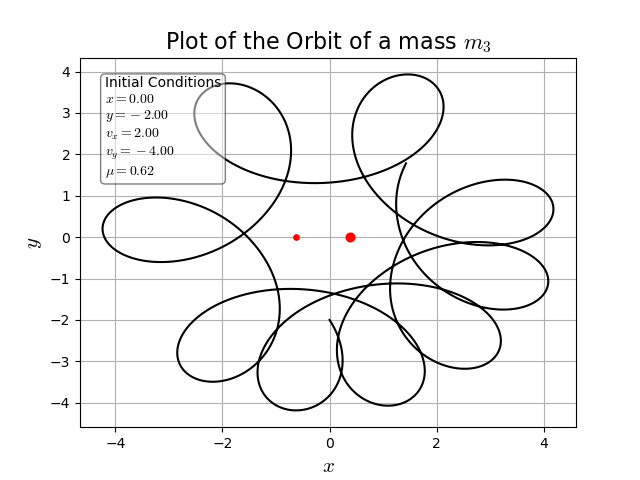 Plot of the Orbit of a mass m₃
Initial Conditions
x = 0.00
y = −2.00
vₓ = 2.00
v_y = −4.00
μ = 0.62
y
4
3
2
1
0
−1
−2
−3
−4
−4
−2
0
2
4
x